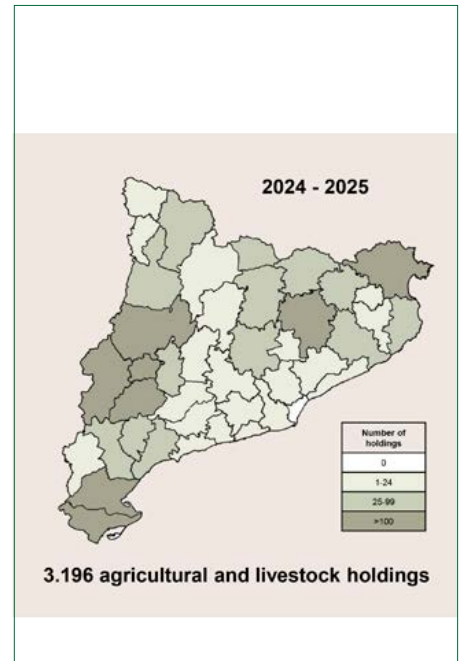 2024 - 2025
Number of
holdings
0
1-24
25-99
>100
3.196 agricultural and livestock holdings